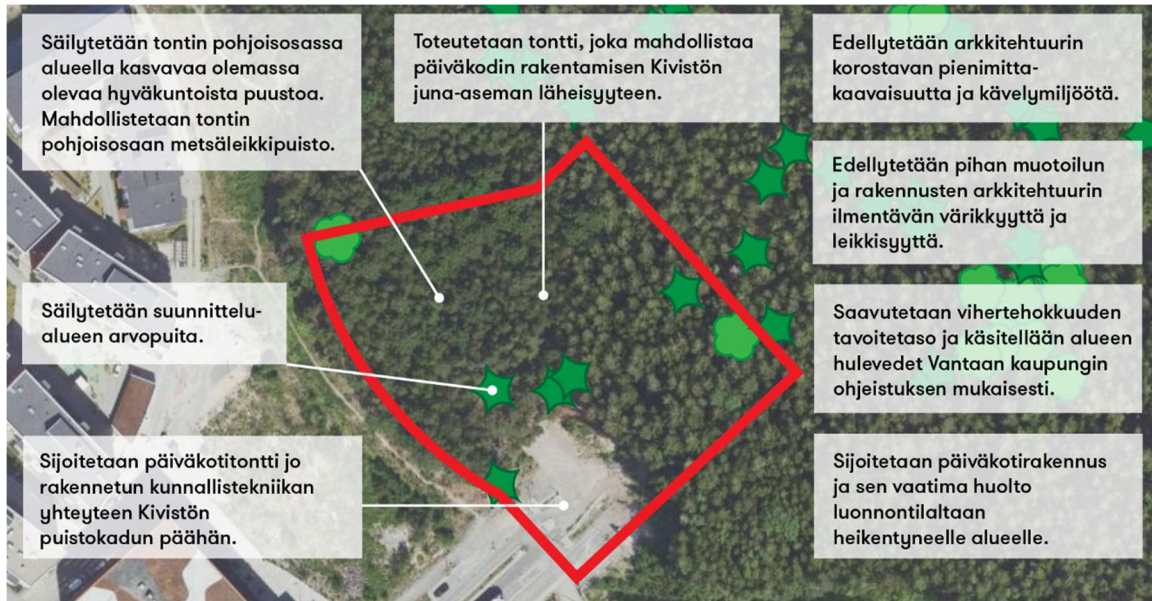 Säilytetään tontin pohjoisosassa
alueella kasvavaa olemassa
olevaa hyväkuntoista puustoa.
Mahdollistetaan tontin
pohjoisosaan metsäleikkipuisto.
Toteutetaan tontti, joka mahdollistaa
päiväkodin rakentamisen Kivistön
juna-aseman läheisyyteen.
Edellytetään arkkitehtuurin
korostavan pienimitta-
kaavaisuutta ja kävelymiljöötä.
Edellytetään pihan muotoilun
ja rakennusten arkkitehtuurin
ilmentävän värikkyyttä ja
leikkisyyttä.
Säilytetään suunnittelu-
alueen arvopuita.
Saavutetaan vihertehokkuuden
tavoitetaso ja käsitellään alueen
hulevedet Vantaan kaupungin
ohjeistuksen mukaisesti.
Sijoitetaan päiväkotitontti jo
rakennetun kunnallistekniikan
yhteyteen Kivistön
puistokadun päähän.
Sijoitetaan päiväkotirakennus
ja sen vaatima huolto
luonnontilaltaan
heikentyneelle alueelle.